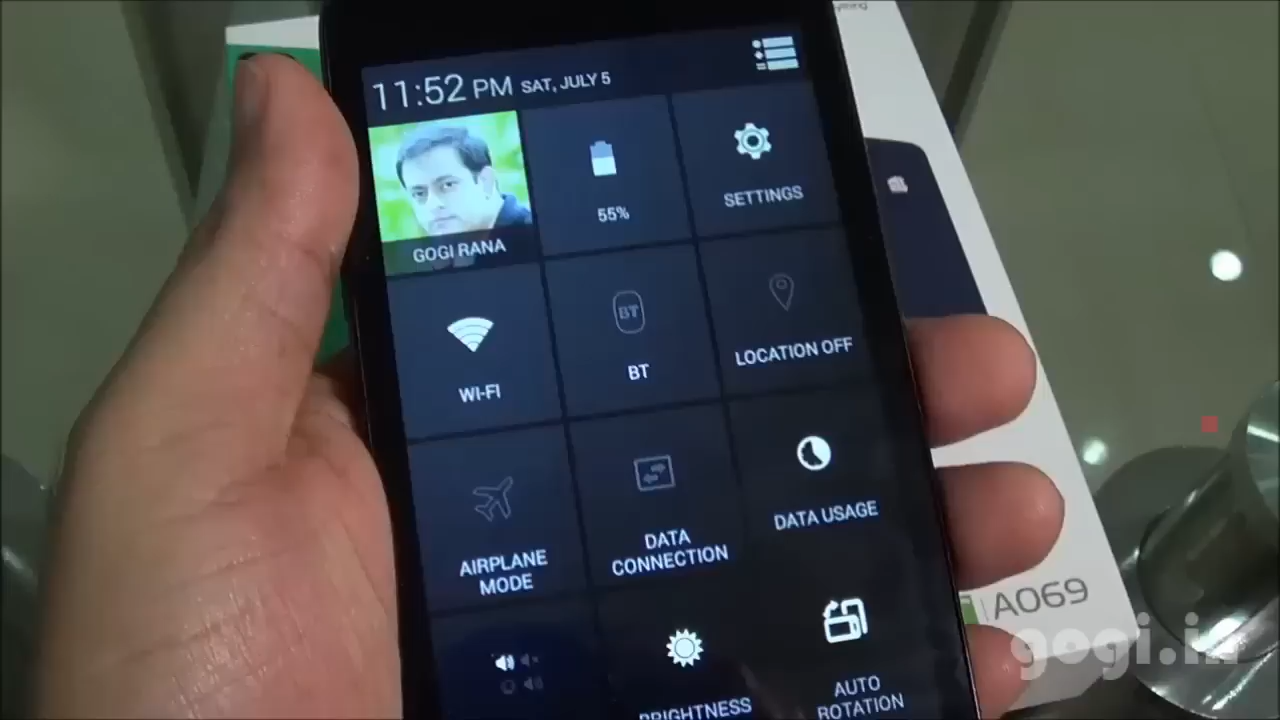 11:52 PM SAT, JULY 5
GOGI RANA
55%
SETTINGS
WI-FI
BT
BT
LOCATION OFF
AIRPLANE
MODE
DATA
CONNECTION
DATA USAGE
BRIGHTNESS
AUTO
ROTATION
A069
gogi.in